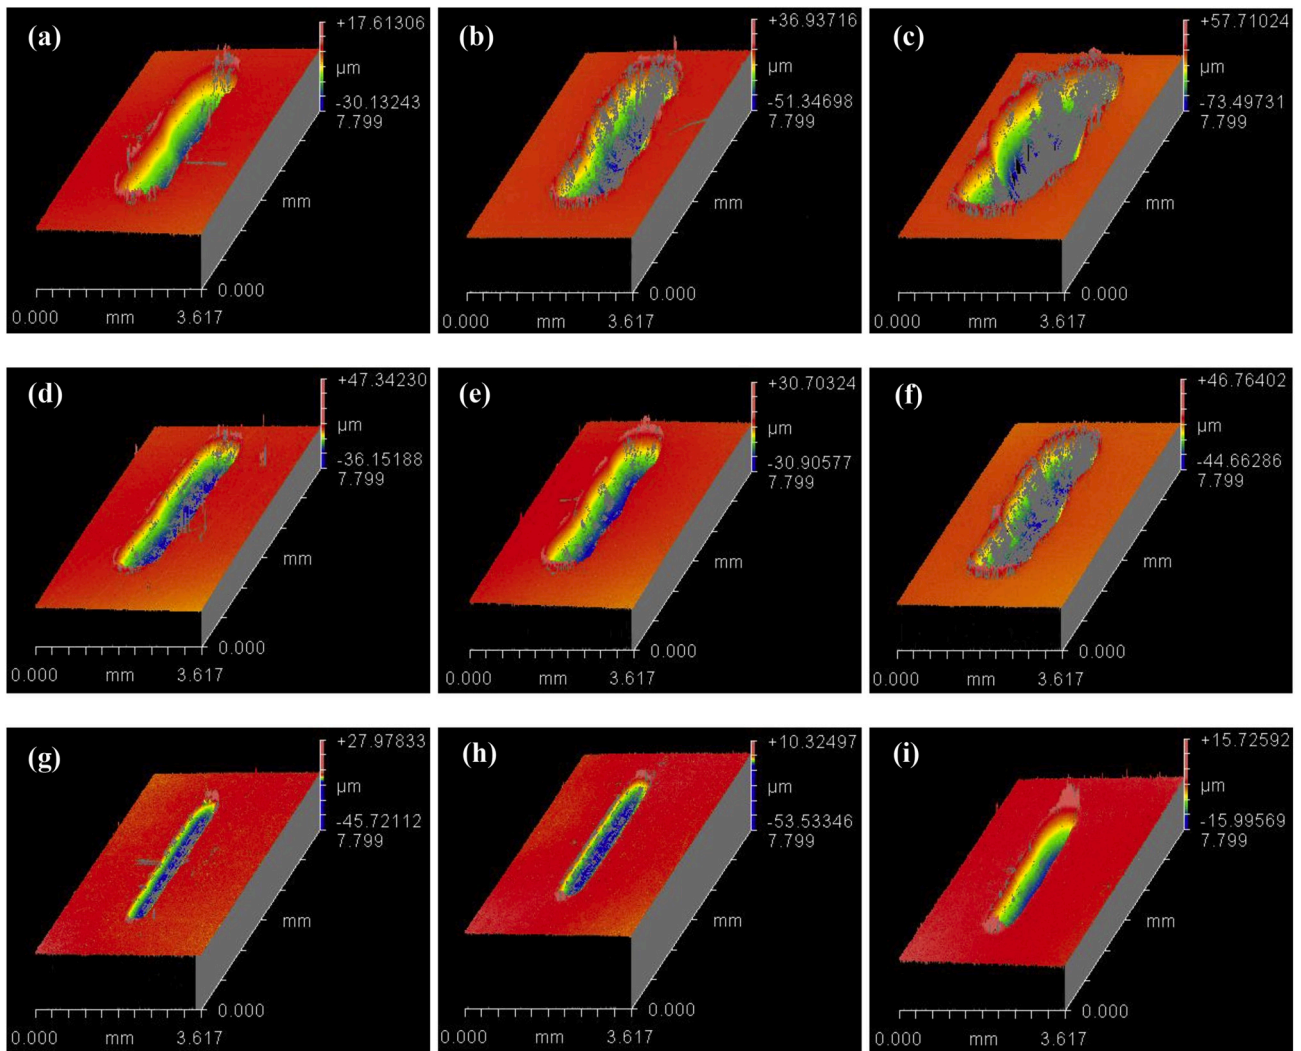 (a)
+17.61306
µm
-30.13243
7.799
mm
0.000
0.000 mm 3.617
(b)
+36.93716
µm
-51.34698
7.799
mm
0.000
0.000 mm 3.617
(c)
+57.71024
µm
-73.49731
7.799
mm
0.000
0.000 mm 3.617
(d)
+47.34230
µm
-36.15188
7.799
mm
0.000
0.000 mm 3.617
(e)
+30.70324
µm
-30.90577
7.799
mm
0.000
0.000 mm 3.617
(f)
+46.76402
µm
-44.66286
7.799
mm
0.000
0.000 mm 3.617
(g)
+27.97833
µm
-45.72112
7.799
mm
0.000
0.000 mm 3.617
(h)
+10.32497
µm
-53.53346
7.799
mm
0.000
0.000 mm 3.617
(i)
+15.72592
µm
-15.99569
7.799
mm
0.000
0.000 mm 3.617